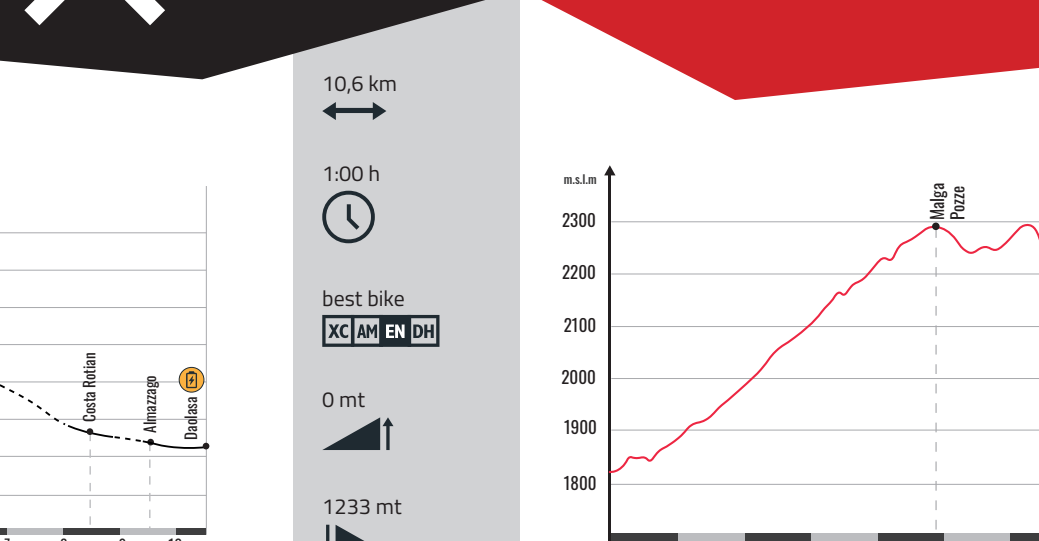 10,6 km
1:00 h
best bike
XC AM EN DH
0 mt
1233 mt
Costa Rotian
Almazzago
Daolasa
m.s.l.m
2300
2200
2100
2000
1900
1800
Malga
Pozze